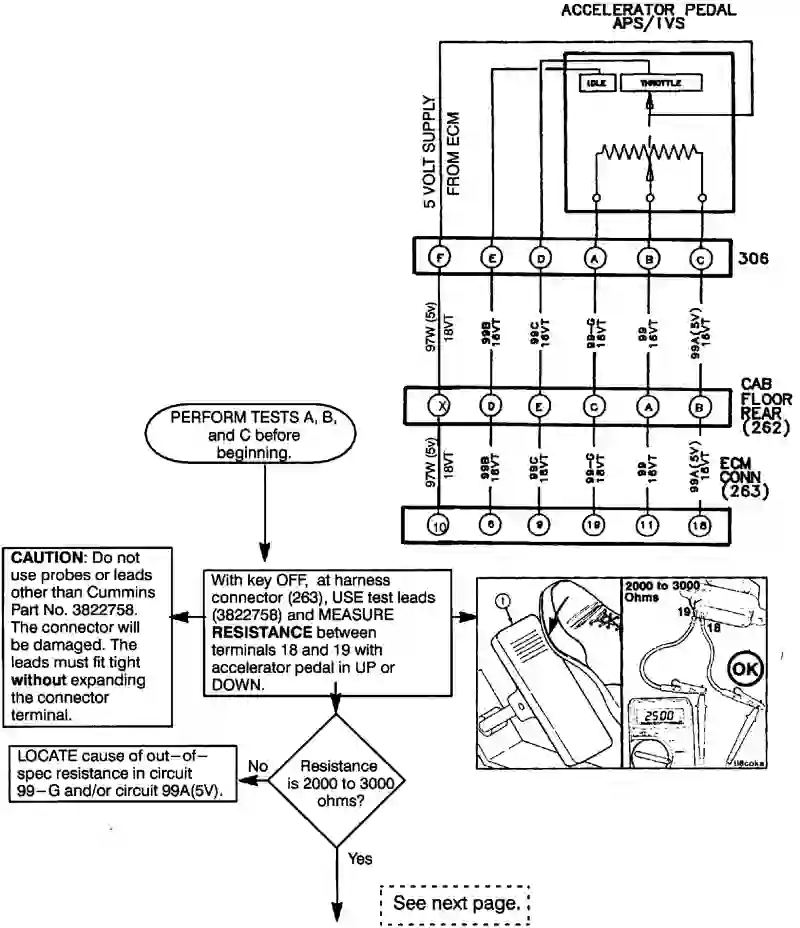 ACCELERATOR PEDAL
APS/IVS
5 VOLT SUPPLY
FROM ECM
IDLE
THROTTLE
F E D A B C
306
97W (5v)
18VT
99B
18VT
99C
18VT
99-G
18VT
99
18VT
99A(5V)
18VT
X D E C A B
CAB
FLOOR
REAR
(262)
97W (5v)
18VT
99B
18VT
99C
18VT
99-G
18VT
99
18VT
99A(5V)
18VT
ECM
CONN
(263)
10 9 19 11 18
PERFORM TESTS A, B,
and C before
beginning.
CAUTION: Do not
use probes or leads
other than Cummins
Part No. 3822758.
The connector will
be damaged. The
leads must fit tight
without expanding
the connector
terminal.
With key OFF, at harness
connector (263), USE test leads
(3822758) and MEASURE
RESISTANCE between
terminals 18 and 19 with
accelerator pedal in UP or
DOWN.
1
2000 to 3000
Ohms
19
18
OK
2500
LOCATE cause of out-of-
spec resistance in circuit
99-G and/or circuit 99A(5V).
No
Resistance
is 2000 to 3000
ohms?
Yes
See next page.